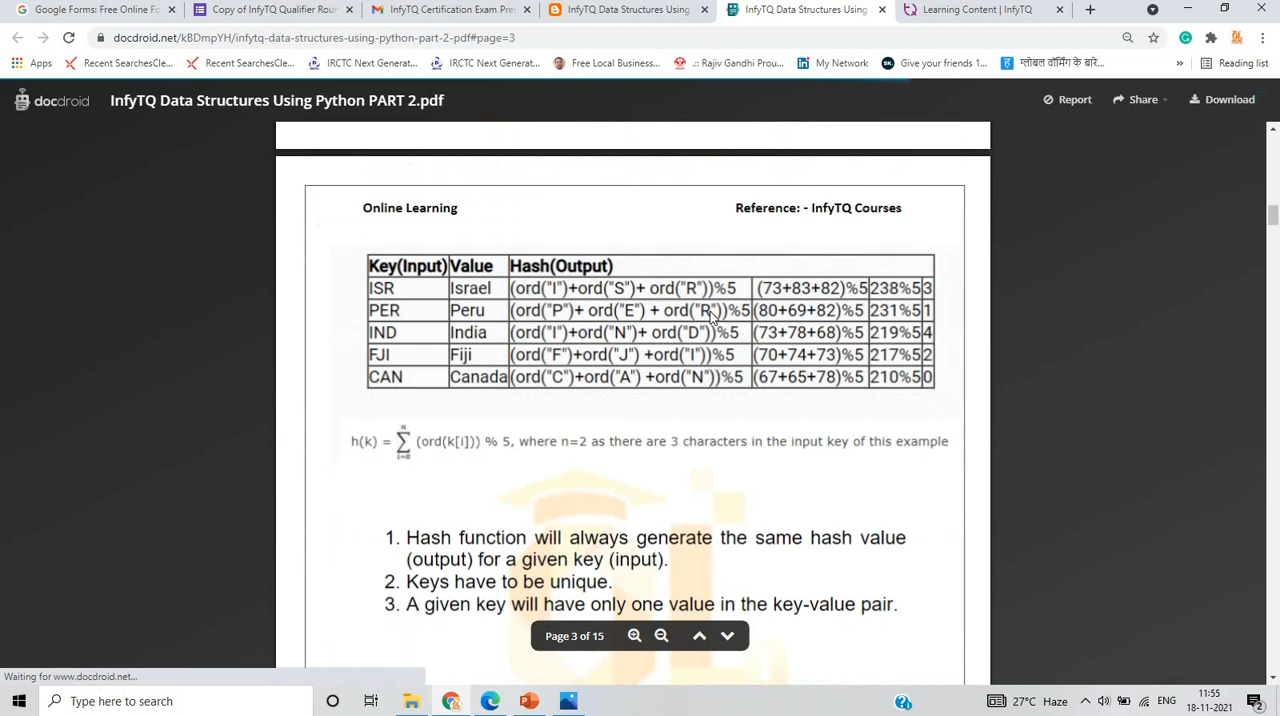 Google Forms: Free Online Fo
Copy of InfyTQ Qualifier Roun
InfyTQ Certification Exam Prep
InfyTQ Data Structures Using
InfyTQ Data Structures Using
Learning Content | InfyTQ
docdroid.net/kBDmpYH/infytq-data-structures-using-python-part-2-pdf#page=3
Apps
Recent SearchesCle...
Recent SearchesCle...
IRCTC Next Generat...
IRCTC Next Generat...
Free Local Business...
.:: Rajiv Gandhi Prou...
My Network
Give your friends 1...
ग्लोबल वॉर्मिंग के बारे...
»
Reading list
docdroid
InfyTQ Data Structures Using Python PART 2.pdf
Report
Share
Download
Online Learning
Reference: - InfyTQ Courses
Key(Input) Value Hash(Output)
ISR Israel (ord("I")+ord("S")+ ord("R"))%5 (73+83+82)%5 238%5 3
PER Peru (ord("P")+ ord("E") + ord("R"))%5 (80+69+82)%5 231%5 1
IND India (ord("I")+ord("N")+ ord("D"))%5 (73+78+68)%5 219%5 4
FJI Fiji (ord("F")+ord("J") +ord("I"))%5 (70+74+73)%5 217%5 2
CAN Canada (ord("C")+ord("A") +ord("N"))%5 (67+65+78)%5 210%5 0
n
h(k) = Σ (ord(k[i])) % 5, where n=2 as there are 3 characters in the input key of this example
i=0
1. Hash function will always generate the same hash value
(output) for a given key (input).
2. Keys have to be unique.
3. A given key will have only one value in the key-value pair.
Page 3 of 15
Waiting for www.docdroid.net...
Type here to search
27°C Haze
ENG
11:55
18-11-2021
2